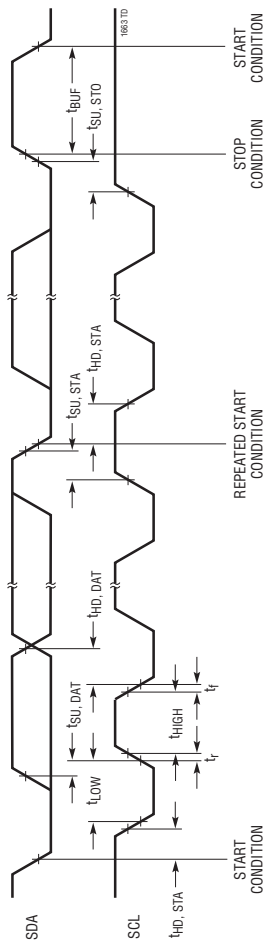 SDA
tSU, DAT
tHD, DAT
tSU, STA
tBUF
tLOW
tHD, STA
tSU, STO
SCL
1663 TD
tHD, STA
tr
tHIGH
tf
START
CONDITION
REPEATED START
CONDITION
STOP
CONDITION
START
CONDITION